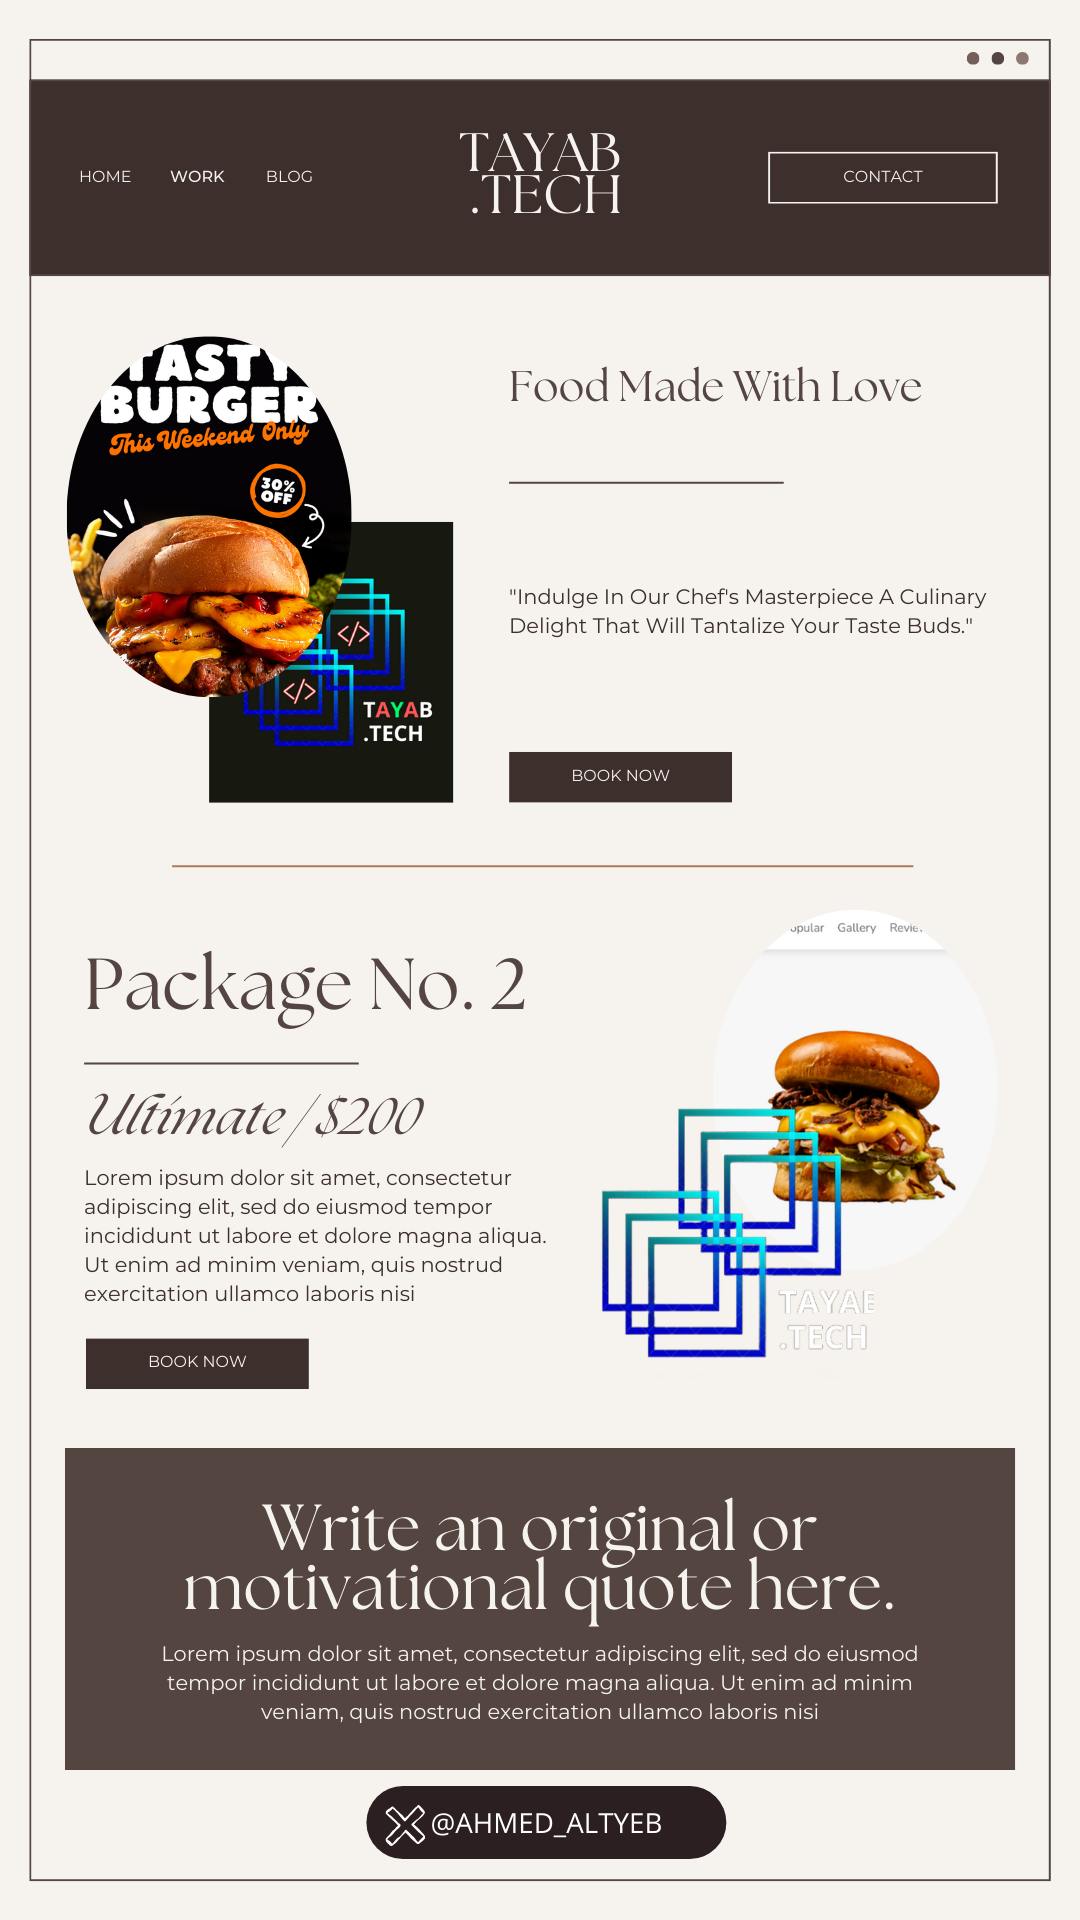 HOME WORK BLOG
TAYAB
.TECH
CONTACT
TASTY
BURGER
This Weekend Only
30%
OFF
</>
</>
TAYAB
.TECH
Food Made With Love
"Indulge In Our Chef's Masterpiece A Culinary
Delight That Will Tantalize Your Taste Buds."
BOOK NOW
Package No. 2
Ultimate / $200
Lorem ipsum dolor sit amet, consectetur
adipiscing elit, sed do eiusmod tempor
incididunt ut labore et dolore magna aliqua.
Ut enim ad minim veniam, quis nostrud
exercitation ullamco laboris nisi
BOOK NOW
Gallery
TAYAB
.TECH
Write an original or
motivational quote here.
Lorem ipsum dolor sit amet, consectetur adipiscing elit, sed do eiusmod
tempor incididunt ut labore et dolore magna aliqua. Ut enim ad minim
veniam, quis nostrud exercitation ullamco laboris nisi
@AHMED_ALTYEB